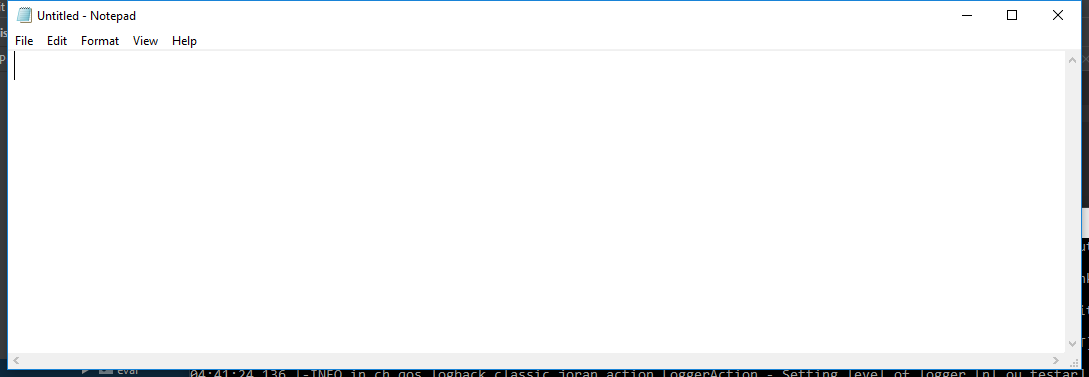 Untitled - Notepad
File Edit Format View Help
eval 04:41:24,136 |-INFO in ch.qos.logback.classic.joran.action.LoggerAction - Setting level of logger [nl.ou.testar